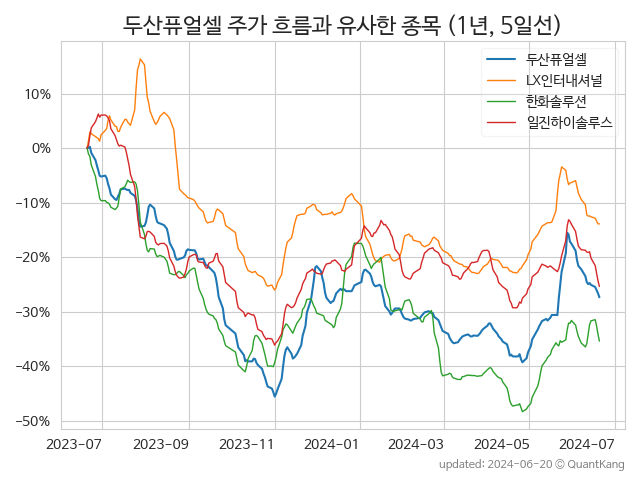 두산퓨얼셀 주가 흐름과 유사한 종목 (1년, 5일선)
두산퓨얼셀
LX인터내셔널
한화솔루션
일진하이솔루스
10%
0%
−10%
−20%
−30%
−40%
−50%
2023-07 2023-09 2023-11 2024-01 2024-03 2024-05 2024-07
updated: 2024-06-20 © QuantKang